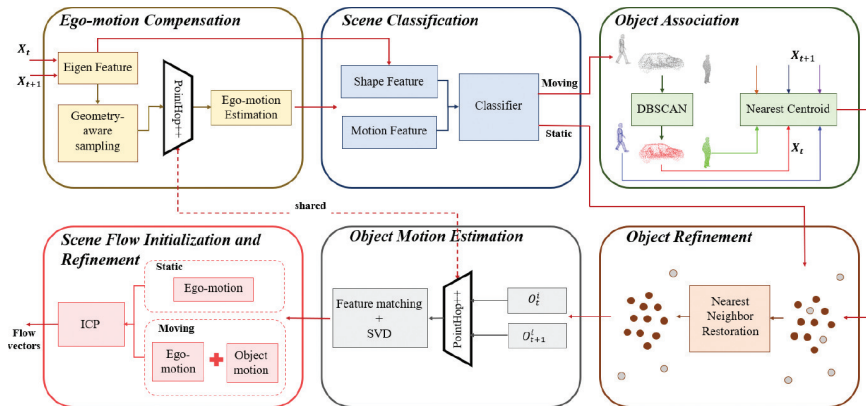 Ego-motion Compensation
X_t
X_{t+1}
Eigen Feature
Geometry-
aware
sampling
PointHop++
Ego-motion
Estimation
Scene Classification
Shape Feature
Motion Feature
Classifier
Moving
Static
Object Association
DBSCAN
X_{t+1}
Nearest Centroid
X_t
shared
Scene Flow Initialization and
Refinement
Static
Ego-motion
ICP
Flow
vectors
Moving
Ego-
motion
Object
motion
Object Motion Estimation
Feature matching
+
SVD
PointHop++
O_t^i
O_{t+1}^i
Object Refinement
Nearest
Neighbor
Restoration